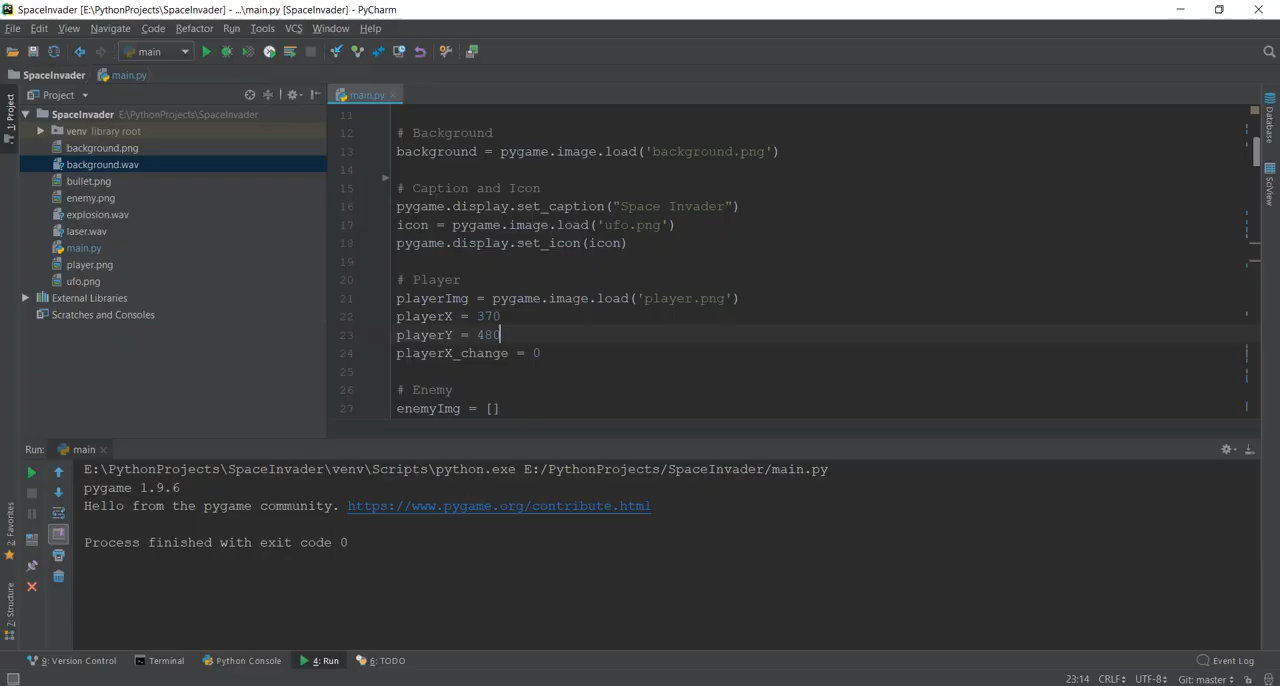 SpaceInvader [E:\PythonProjects\SpaceInvader] - ...\main.py [SpaceInvader] - PyCharm
File Edit View Navigate Code Refactor Run Tools VCS Window Help
main
SpaceInvader main.py
Project
main.py
1: Project
SpaceInvader E:\PythonProjects\SpaceInvader
venv library root
background.png
background.wav
bullet.png
enemy.png
explosion.wav
laser.wav
main.py
player.png
ufo.png
External Libraries
Scratches and Consoles
11
12 # Background
13 background = pygame.image.load('background.png')
14
15 # Caption and Icon
16 pygame.display.set_caption("Space Invader")
17 icon = pygame.image.load('ufo.png')
18 pygame.display.set_icon(icon)
19
20 # Player
21 playerImg = pygame.image.load('player.png')
22 playerX = 370
23 playerY = 480
24 playerX_change = 0
25
26 # Enemy
27 enemyImg = []
Database
SciView
Run: main
E:\PythonProjects\SpaceInvader\venv\Scripts\python.exe E:/PythonProjects/SpaceInvader/main.py
pygame 1.9.6
Hello from the pygame community. https://www.pygame.org/contribute.html
Process finished with exit code 0
2: Favorites
7: Structure
9: Version Control Terminal Python Console 4: Run 6: TODO Event Log
23:14 CRLF UTF-8 Git: master